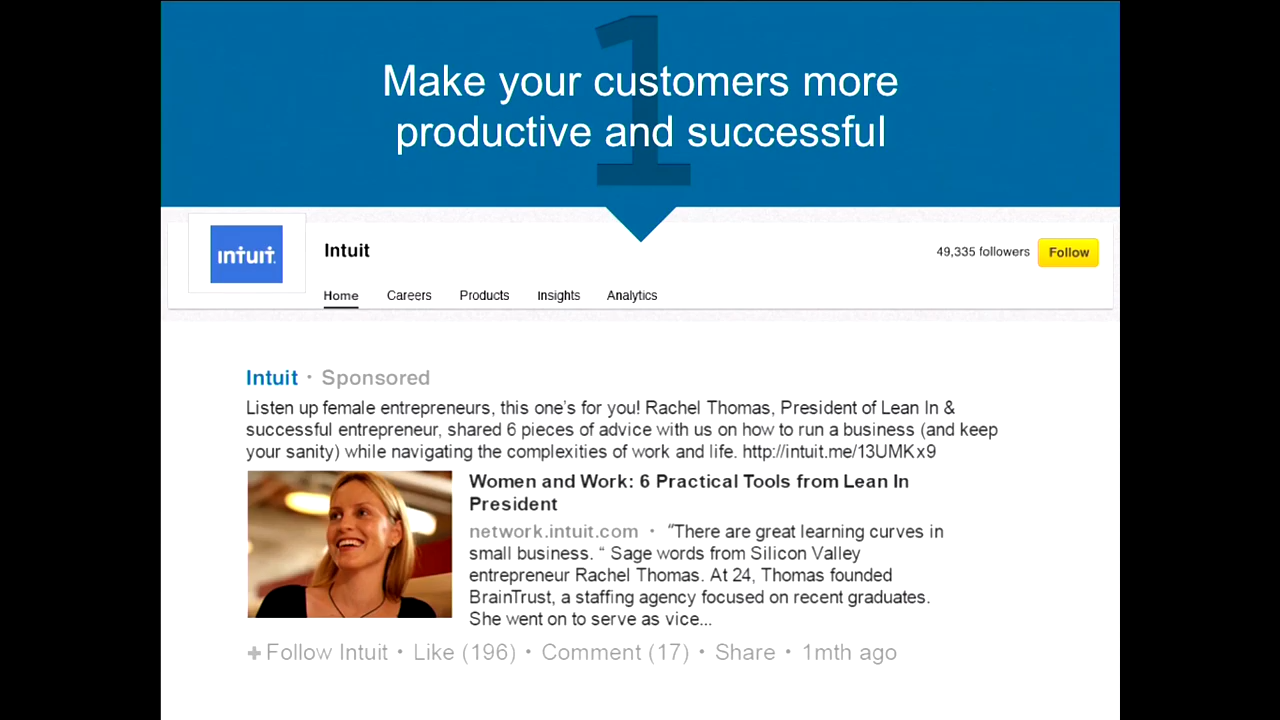 1
Make your customers more
productive and successful
intuit.
Intuit
49,335 followers
Follow
Home
Careers
Products
Insights
Analytics
Intuit · Sponsored
Listen up female entrepreneurs, this one's for you! Rachel Thomas, President of Lean In &
successful entrepreneur, shared 6 pieces of advice with us on how to run a business (and keep
your sanity) while navigating the complexities of work and life. http://intuit.me/13UMKx9
Women and Work: 6 Practical Tools from Lean In
President
network.intuit.com · "There are great learning curves in
small business. " Sage words from Silicon Valley
entrepreneur Rachel Thomas. At 24, Thomas founded
BrainTrust, a staffing agency focused on recent graduates.
She went on to serve as vice...
+ Follow Intuit · Like (196) · Comment (17) · Share · 1mth ago